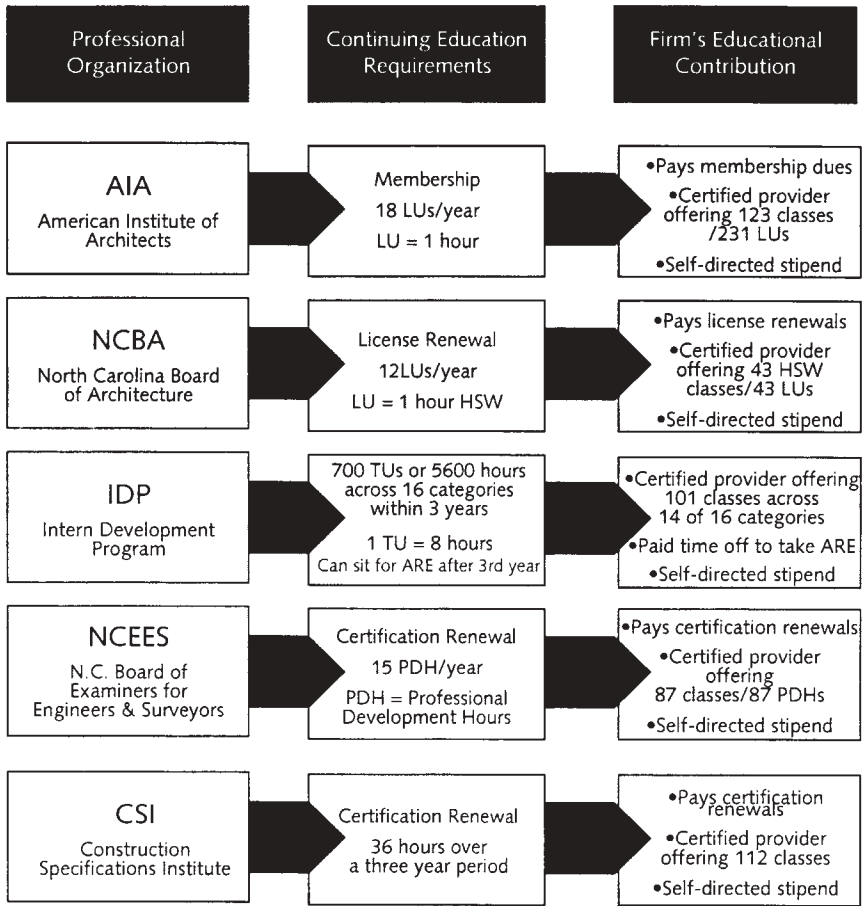 Professional
Organization
Continuing Education
Requirements
Firm's Educational
Contribution
AIA
American Institute of
Architects
Membership
18 LUs/year
LU = 1 hour
•Pays membership dues
•Certified provider
offering 123 classes
/231 LUs
•Self-directed stipend
NCBA
North Carolina Board
of Architecture
License Renewal
12LUs/year
LU = 1 hour HSW
•Pays license renewals
•Certified provider
offering 43 HSW
classes/43 LUs
•Self-directed stipend
IDP
Intern Development
Program
700 TUs or 5600 hours
across 16 categories
within 3 years
1 TU = 8 hours
Can sit for ARE after 3rd year
•Certified provider offering
101 classes across
14 of 16 categories
•Paid time off to take ARE
•Self-directed stipend
NCEES
N.C. Board of
Examiners for
Engineers & Surveyors
Certification Renewal
15 PDH/year
PDH = Professional
Development Hours
•Pays certification renewals
•Certified provider
offering
87 classes/87 PDHs
•Self-directed stipend
CSI
Construction
Specifications Institute
Certification Renewal
36 hours over
a three year period
•Pays certification
renewals
•Certified provider
offering 112 classes
•Self-directed stipend